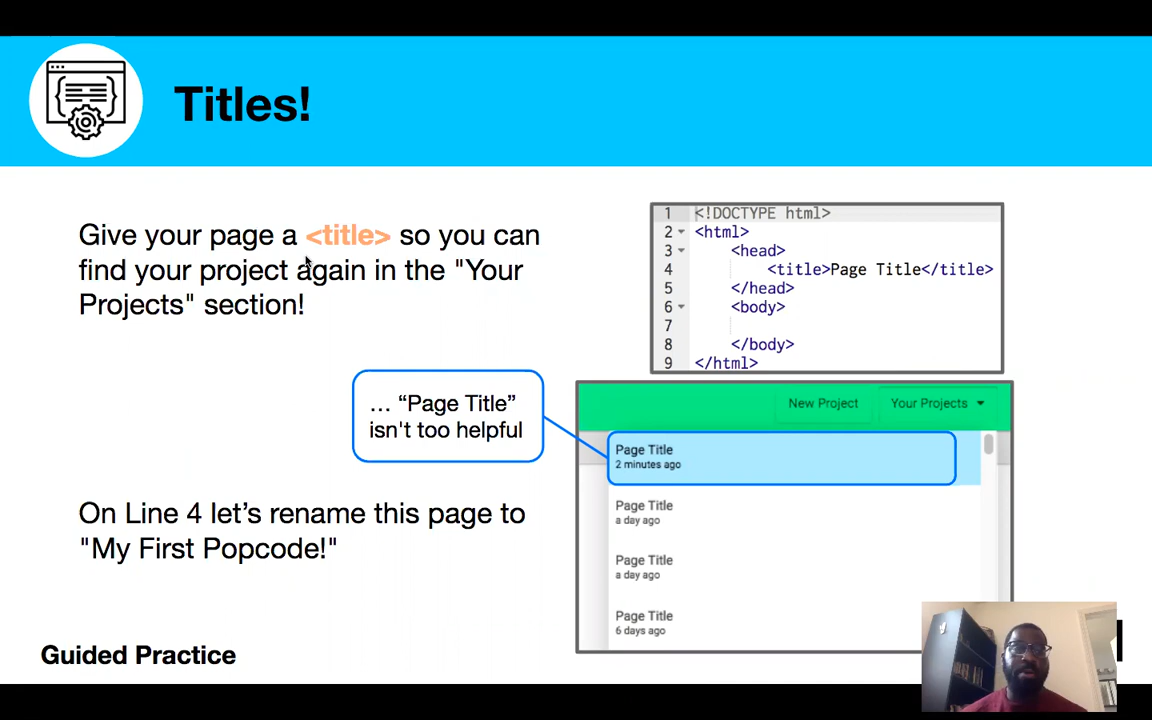 Titles!
Give your page a <title> so you can
find your project again in the "Your
Projects" section!
1 <!DOCTYPE html>
2 <html>
3 <head>
4 <title>Page Title</title>
5 </head>
6 <body>
7
8 </body>
9 </html>
… “Page Title”
isn't too helpful
New Project Your Projects
Page Title
2 minutes ago
Page Title
a day ago
Page Title
a day ago
Page Title
6 days ago
On Line 4 let’s rename this page to
"My First Popcode!"
Guided Practice